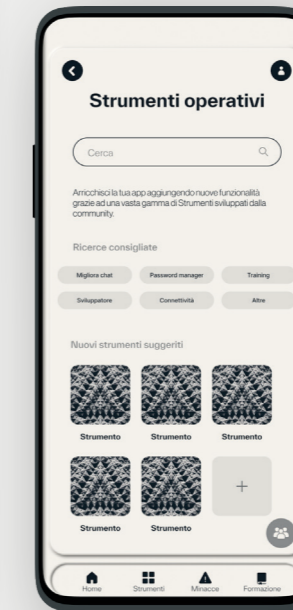 Strumenti operativi
Cerca
Arricchisci la tua app aggiungendo nuove funzionalità
grazie ad una vasta gamma di Strumenti sviluppati dalla
community.
Ricerce consigliate
Migliora chat
Password manager
Training
Sviluppatore
Connettività
Altre
Nuovi strumenti suggeriti
Strumento
Strumento
Strumento
Strumento
Strumento
Home
Strumenti
Minacce
Formazione